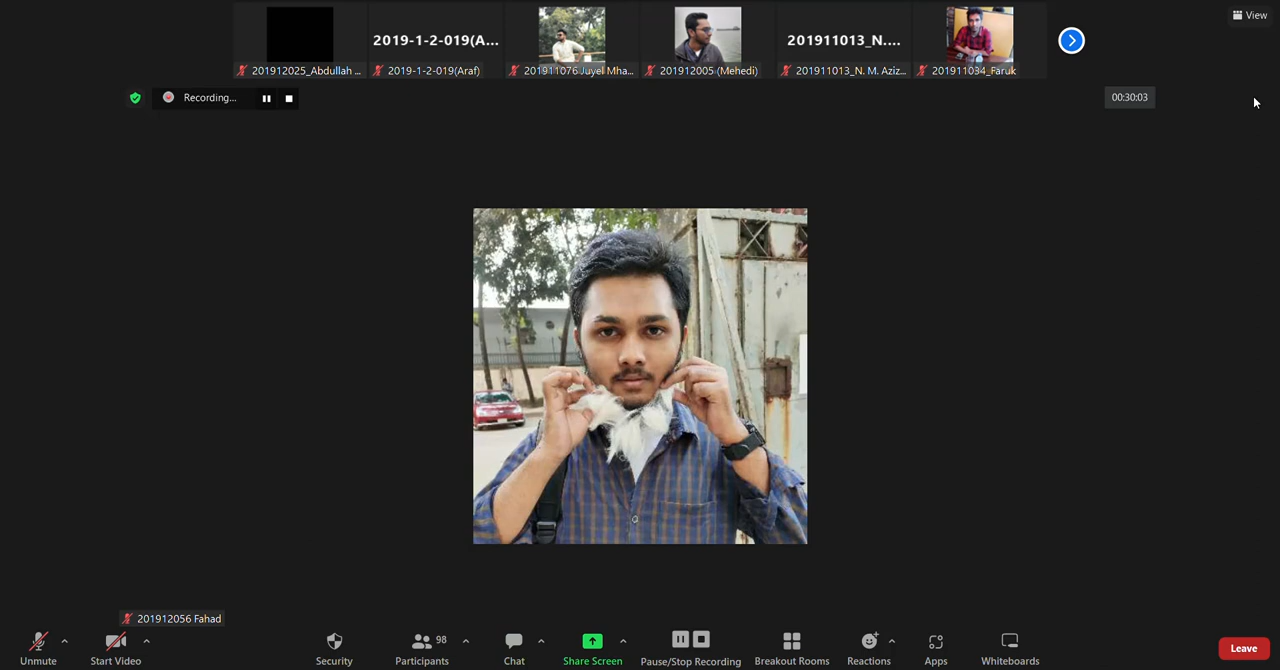 View
2019-1-2-019(A...
201911013_N....
201912025_Abdullah ...
2019-1-2-019(Araf)
201911076 Juyel Mha...
201912005 (Mehedi)
201911013_N. M. Aziz...
201911034_Faruk
Recording...
00:30:03
201912056 Fahad
98
Unmute
Start Video
Security
Participants
Chat
Share Screen
Pause/Stop Recording
Breakout Rooms
Reactions
Apps
Whiteboards
Leave